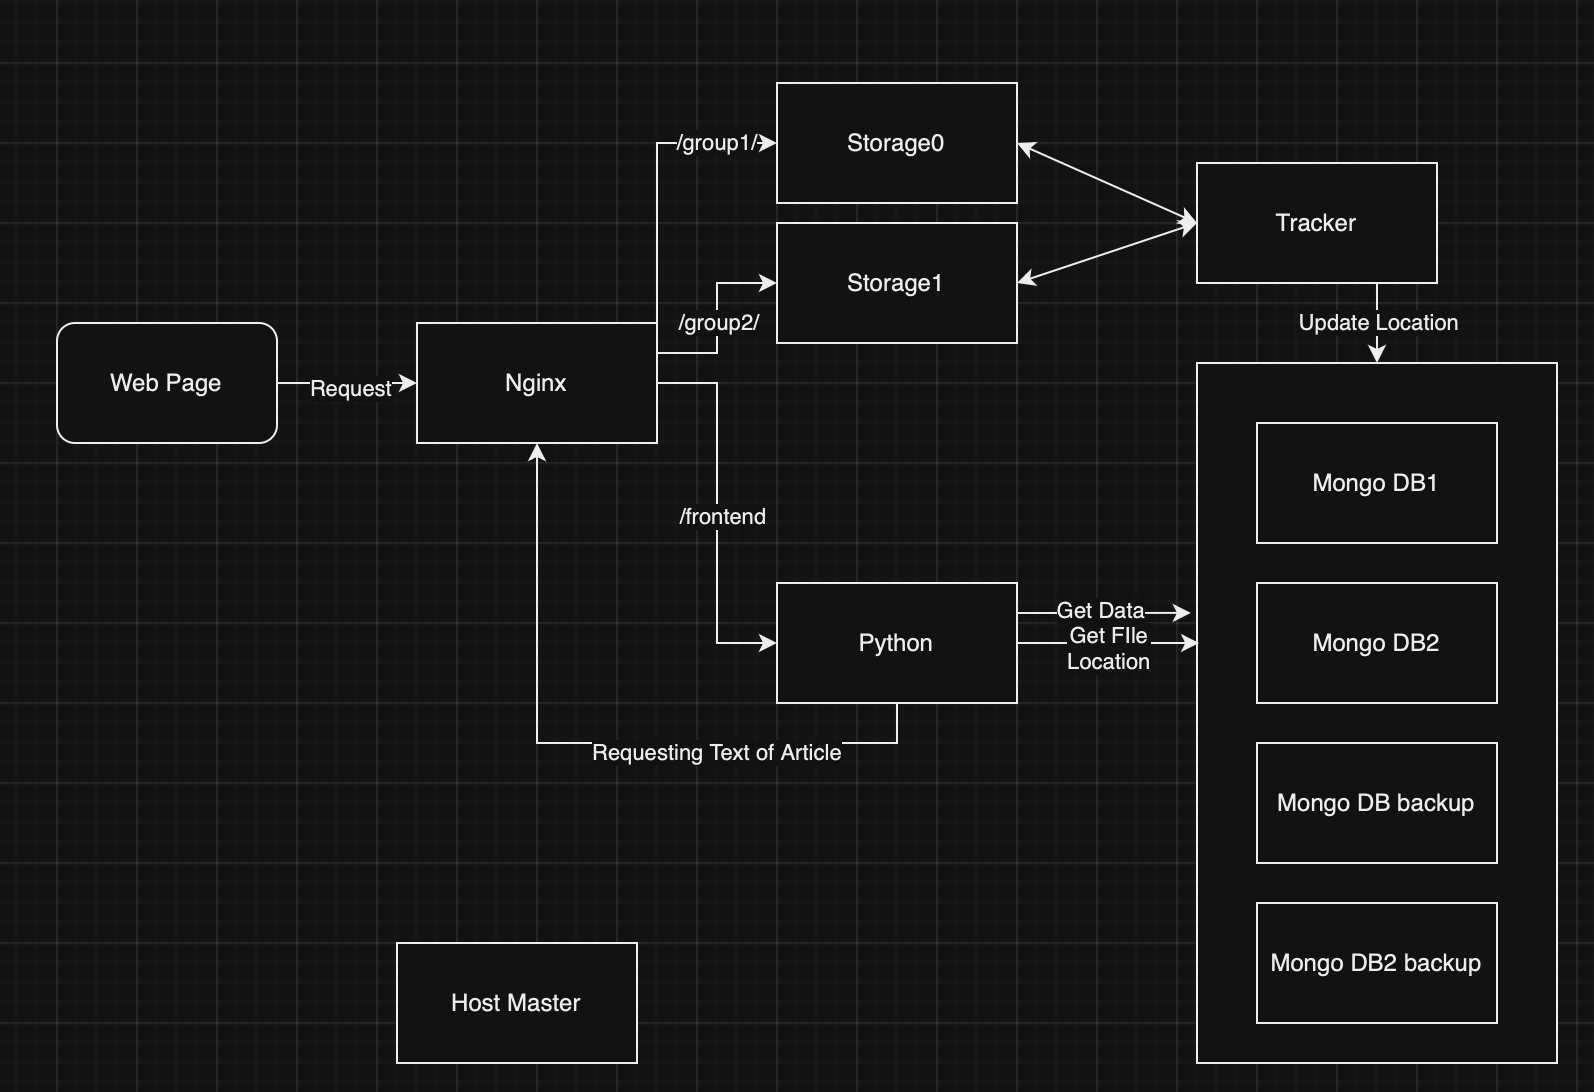 /group1/
Storage0
Storage1
Tracker
/group2/
Update Location
Web Page
Request
Nginx
/frontend
Mongo DB1
Python
Get Data
Get FIle
Location
Mongo DB2
Requesting Text of Article
Mongo DB backup
Mongo DB2 backup
Host Master